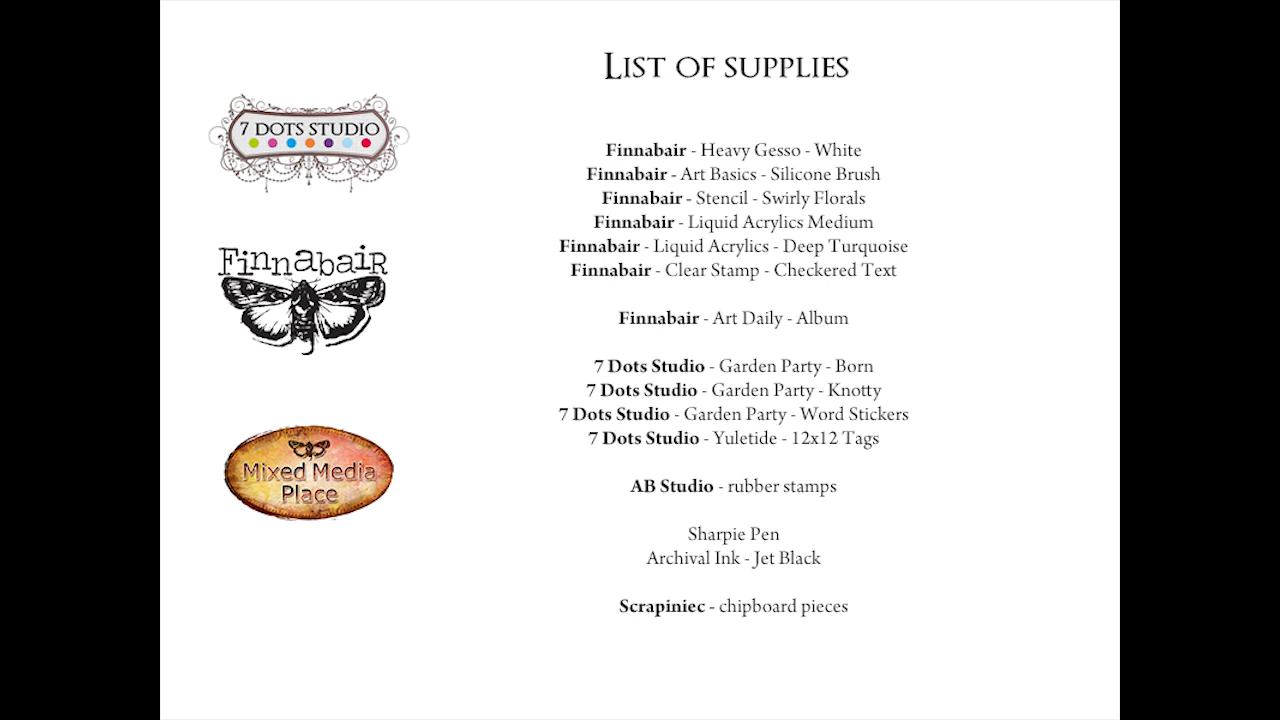 List of supplies
7 DOTS STUDIO
Finnabair
Mixed Media
Place
Finnabair - Heavy Gesso - White
Finnabair - Art Basics - Silicone Brush
Finnabair - Stencil - Swirly Florals
Finnabair - Liquid Acrylics Medium
Finnabair - Liquid Acrylics - Deep Turquoise
Finnabair - Clear Stamp - Checkered Text
Finnabair - Art Daily - Album
7 Dots Studio - Garden Party - Born
7 Dots Studio - Garden Party - Knotty
7 Dots Studio - Garden Party - Word Stickers
7 Dots Studio - Yuletide - 12x12 Tags
AB Studio - rubber stamps
Sharpie Pen
Archival Ink - Jet Black
Scrapiniec - chipboard pieces